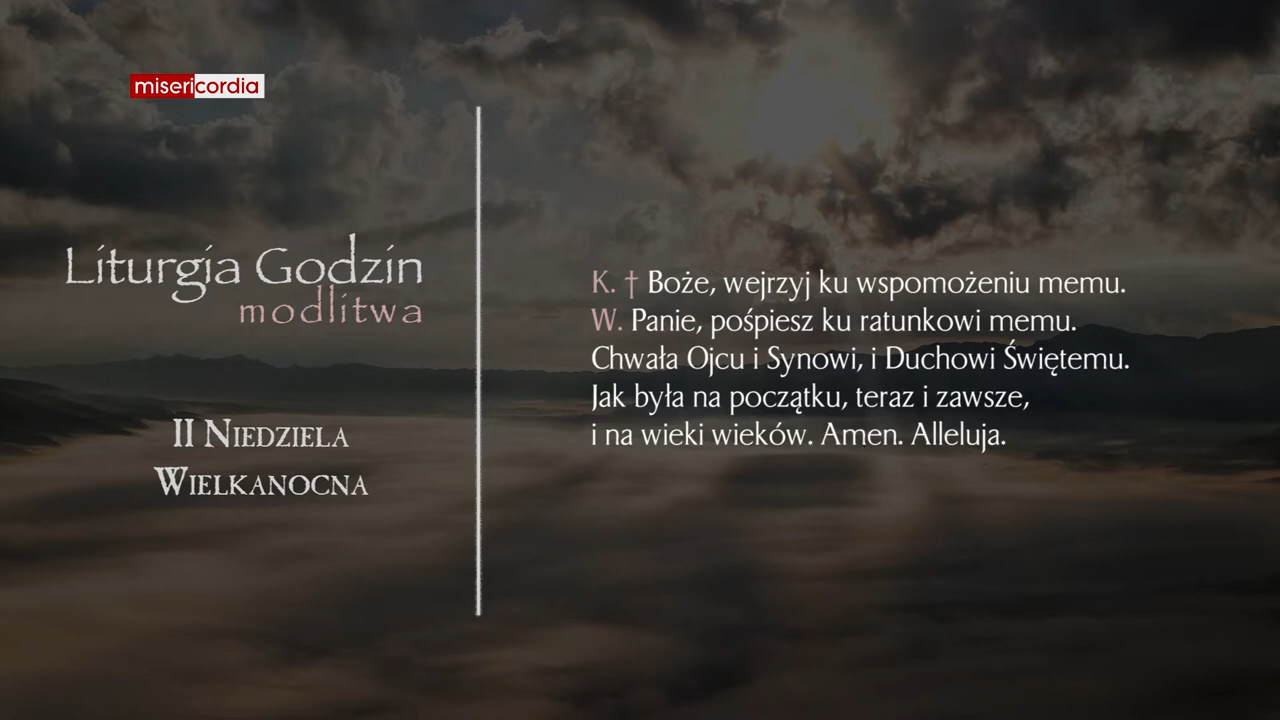 misericordia
Liturgia Godzin
modlitwa
II Niedziela
Wielkanocna
K. † Boże, wejrzyj ku wspomożeniu memu.
W. Panie, pośpiesz ku ratunkowi memu.
Chwała Ojcu i Synowi, i Duchowi Świętemu.
Jak była na początku, teraz i zawsze,
i na wieki wieków. Amen. Alleluja.